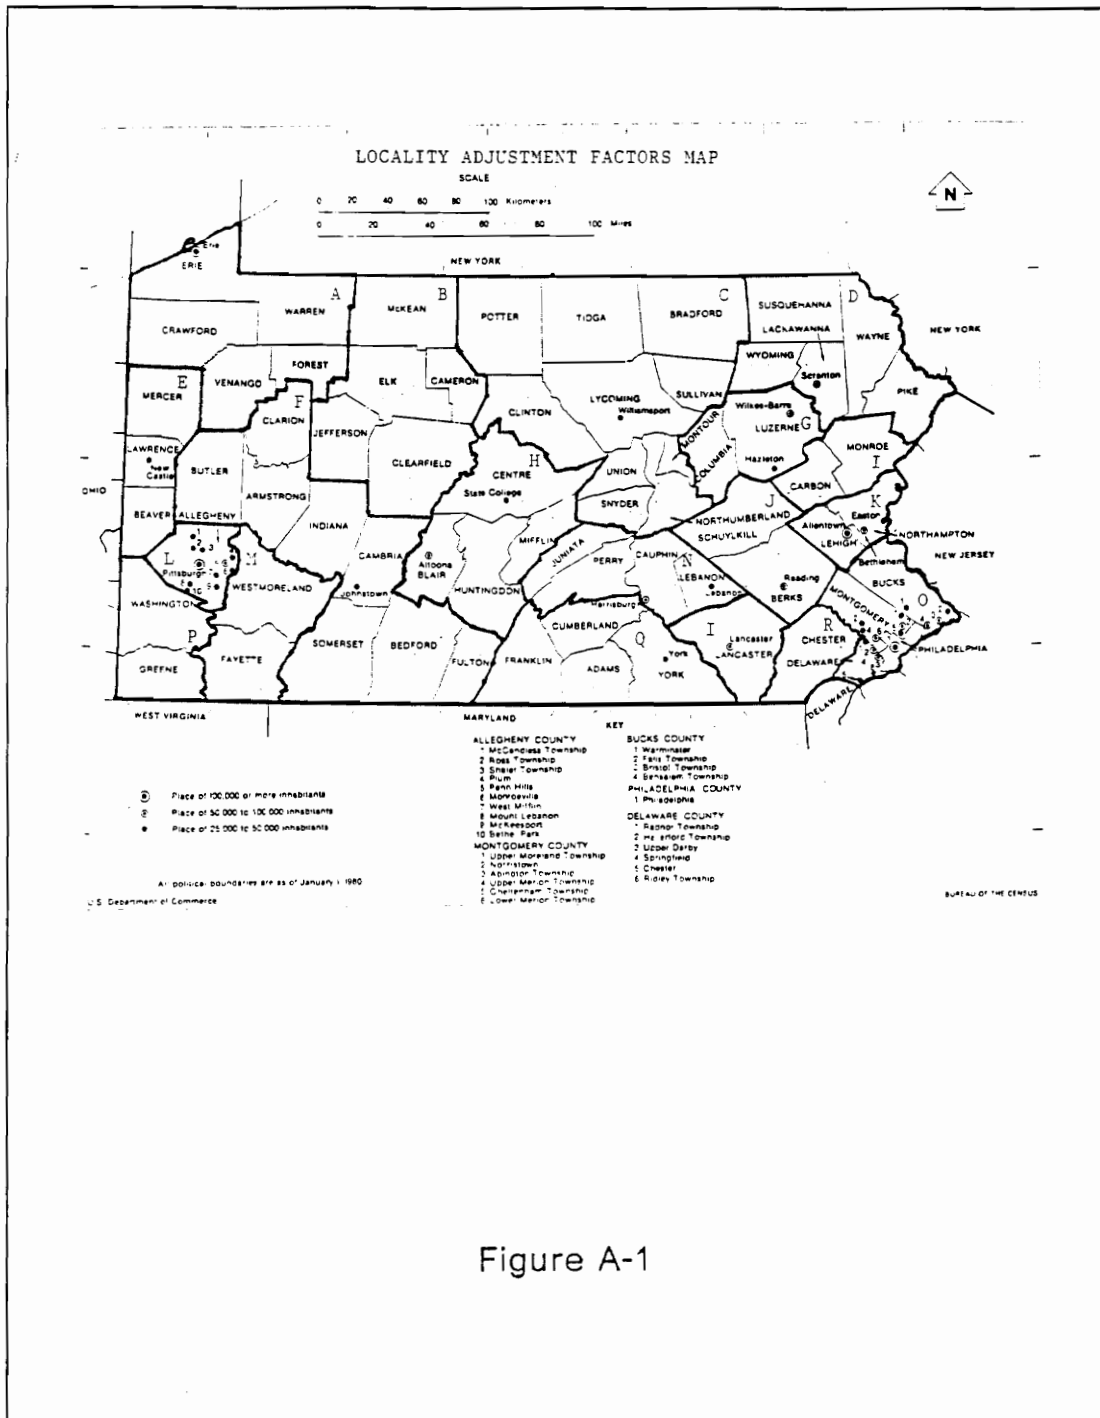 LOCALITY ADJUSTMENT FACTORS MAP
SCALE
0 20 40 60 80 100 Kilometers
0 20 40 60 80 100 Miles
N
NEW YORK
Erie
ERIE
A
B
C
D
WARREN
McKEAN
POTTER
TIOGA
BRADFORD
SUSQUEHANNA
LACKAWANNA
WAYNE
NEW YORK
CRAWFORD
WYOMING
FOREST
Scranton
E
VENANGO
ELK
CAMERON
SULLIVAN
PIKE
MERCER
F
LYCOMING
Williamsport
Wilkes-Barre
LUZERNE
G
CLARION
CLINTON
MONTOUR
JEFFERSON
COLUMBIA
MONROE
LAWRENCE
New Castle
BUTLER
CLEARFIELD
H
CENTRE
UNION
Hazleton
I
OHIO
State College
CARBON
ARMSTRONG
SNYDER
J
K
BEAVER
ALLEGHENY
INDIANA
NORTHUMBERLAND
Easton
Allentown
NORTHAMPTON
SCHUYLKILL
LEHIGH
MIFFLIN
JUNIATA
L
M
CAMBRIA
Altoona
BLAIR
PERRY
DAUPHIN
N
Bethlehem
NEW JERSEY
Pittsburgh
WESTMORELAND
Johnstown
HUNTINGDON
LEBANON
Lebanon
Reading
BERKS
BUCKS
WASHINGTON
Harrisburg
MONTGOMERY
O
P
SOMERSET
BEDFORD
CUMBERLAND
Q
I
Lancaster
LANCASTER
R
CHESTER
PHILADELPHIA
GREENE
FAYETTE
FULTON
FRANKLIN
ADAMS
York
YORK
DELAWARE
DELAWARE
WEST VIRGINIA
MARYLAND
KEY
ALLEGHENY COUNTY
1 McCandless Township
2 Ross Township
3 Shaler Township
4 Plum
5 Penn Hills
6 Monroeville
7 West Mifflin
8 Mount Lebanon
9 McKeesport
10 Bethel Park
MONTGOMERY COUNTY
1 Upper Moreland Township
2 Norristown
3 Abington Township
4 Upper Merion Township
5 Cheltenham Township
6 Lower Merion Township
BUCKS COUNTY
1 Warminster
2 Falls Township
3 Bristol Township
4 Bensalem Township
PHILADELPHIA COUNTY
1 Philadelphia
DELAWARE COUNTY
1 Radnor Township
2 Haverford Township
3 Upper Darby
4 Springfield
5 Chester
6 Ridley Township
Place of 100,000 or more inhabitants
Place of 50,000 to 100,000 inhabitants
Place of 25,000 to 50,000 inhabitants
All political boundaries are as of January 1, 1980
U.S. Department of Commerce
BUREAU OF THE CENSUS
Figure A-1